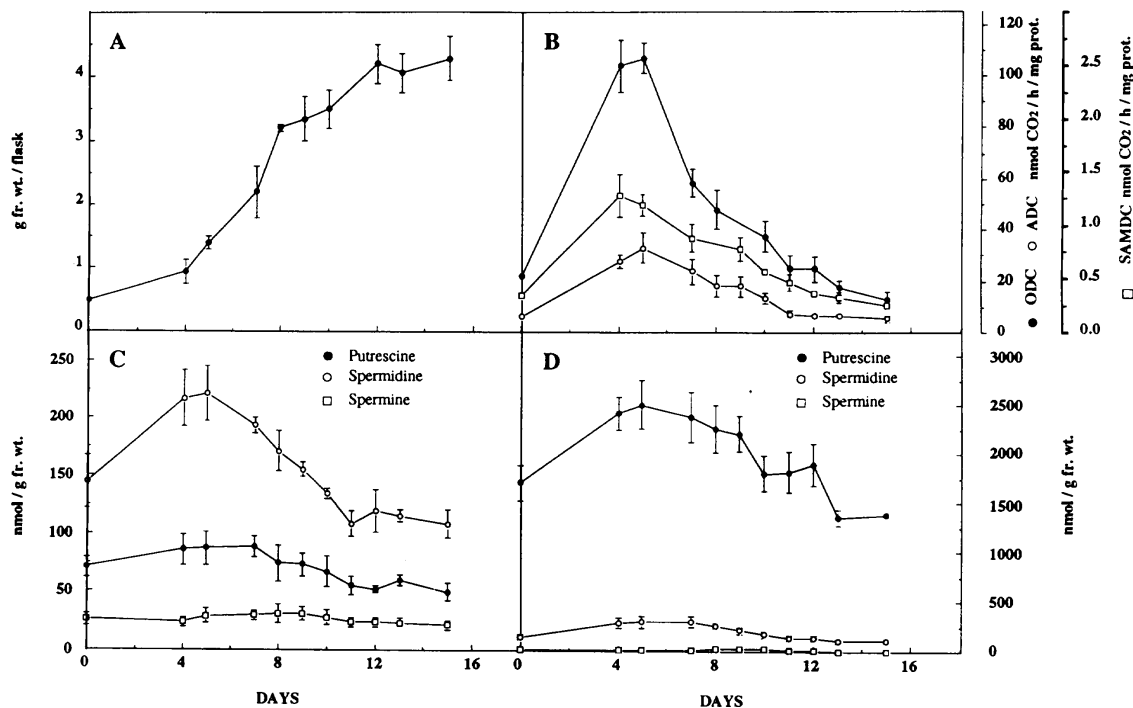 A
4
3
2
1
0
g fr. wt. / flask
B
120
100
80
60
40
20
0
● ODC ○ ADC nmol CO2 / h / mg prot.
2.5
2.0
1.5
1.0
0.5
0.0
□ SAMDC nmol CO2 / h / mg prot.
C
● Putrescine
○ Spermidine
□ Spermine
250
200
150
100
50
0
nmol / g fr. wt.
0 4 8 12 16
DAYS
D
● Putrescine
○ Spermidine
□ Spermine
3000
2500
2000
1500
1000
500
0
nmol / g fr. wt.
0 4 8 12 16
DAYS